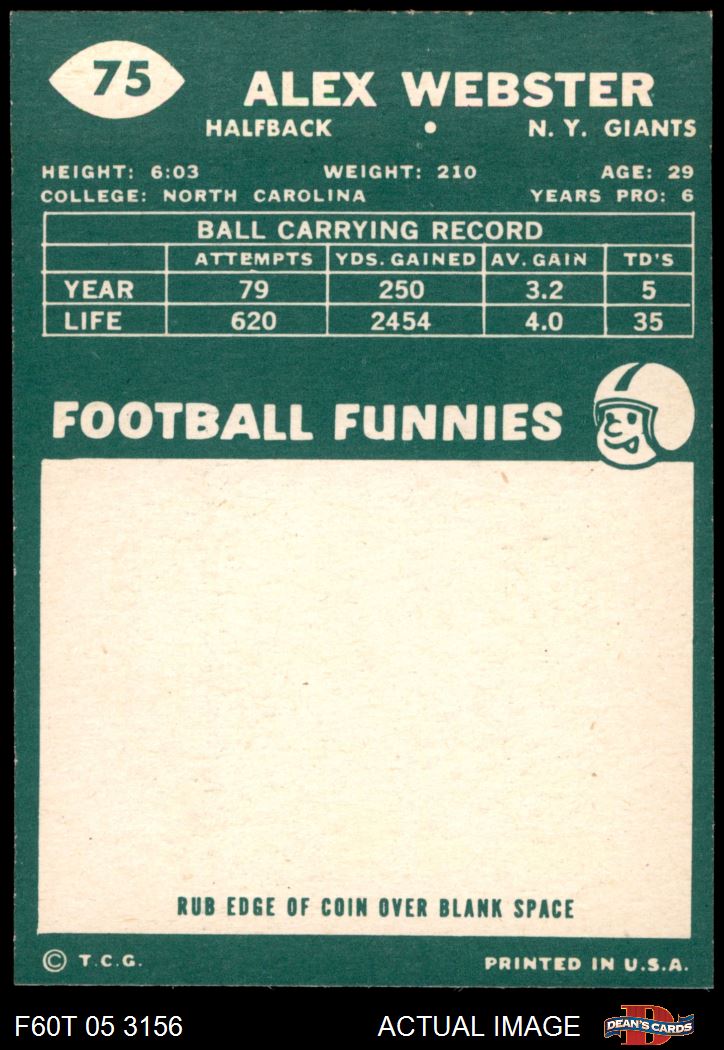 75
ALEX WEBSTER
HALFBACK • N. Y. GIANTS
HEIGHT: 6:03 WEIGHT: 210 AGE: 29
COLLEGE: NORTH CAROLINA YEARS PRO: 6
BALL CARRYING RECORD
ATTEMPTS YDS. GAINED AV. GAIN TD'S
YEAR 79 250 3.2 5
LIFE 620 2454 4.0 35
FOOTBALL FUNNIES
RUB EDGE OF COIN OVER BLANK SPACE
© T.C.G. PRINTED IN U.S.A.
F60T 05 3156 ACTUAL IMAGE D DEAN'S CARDS